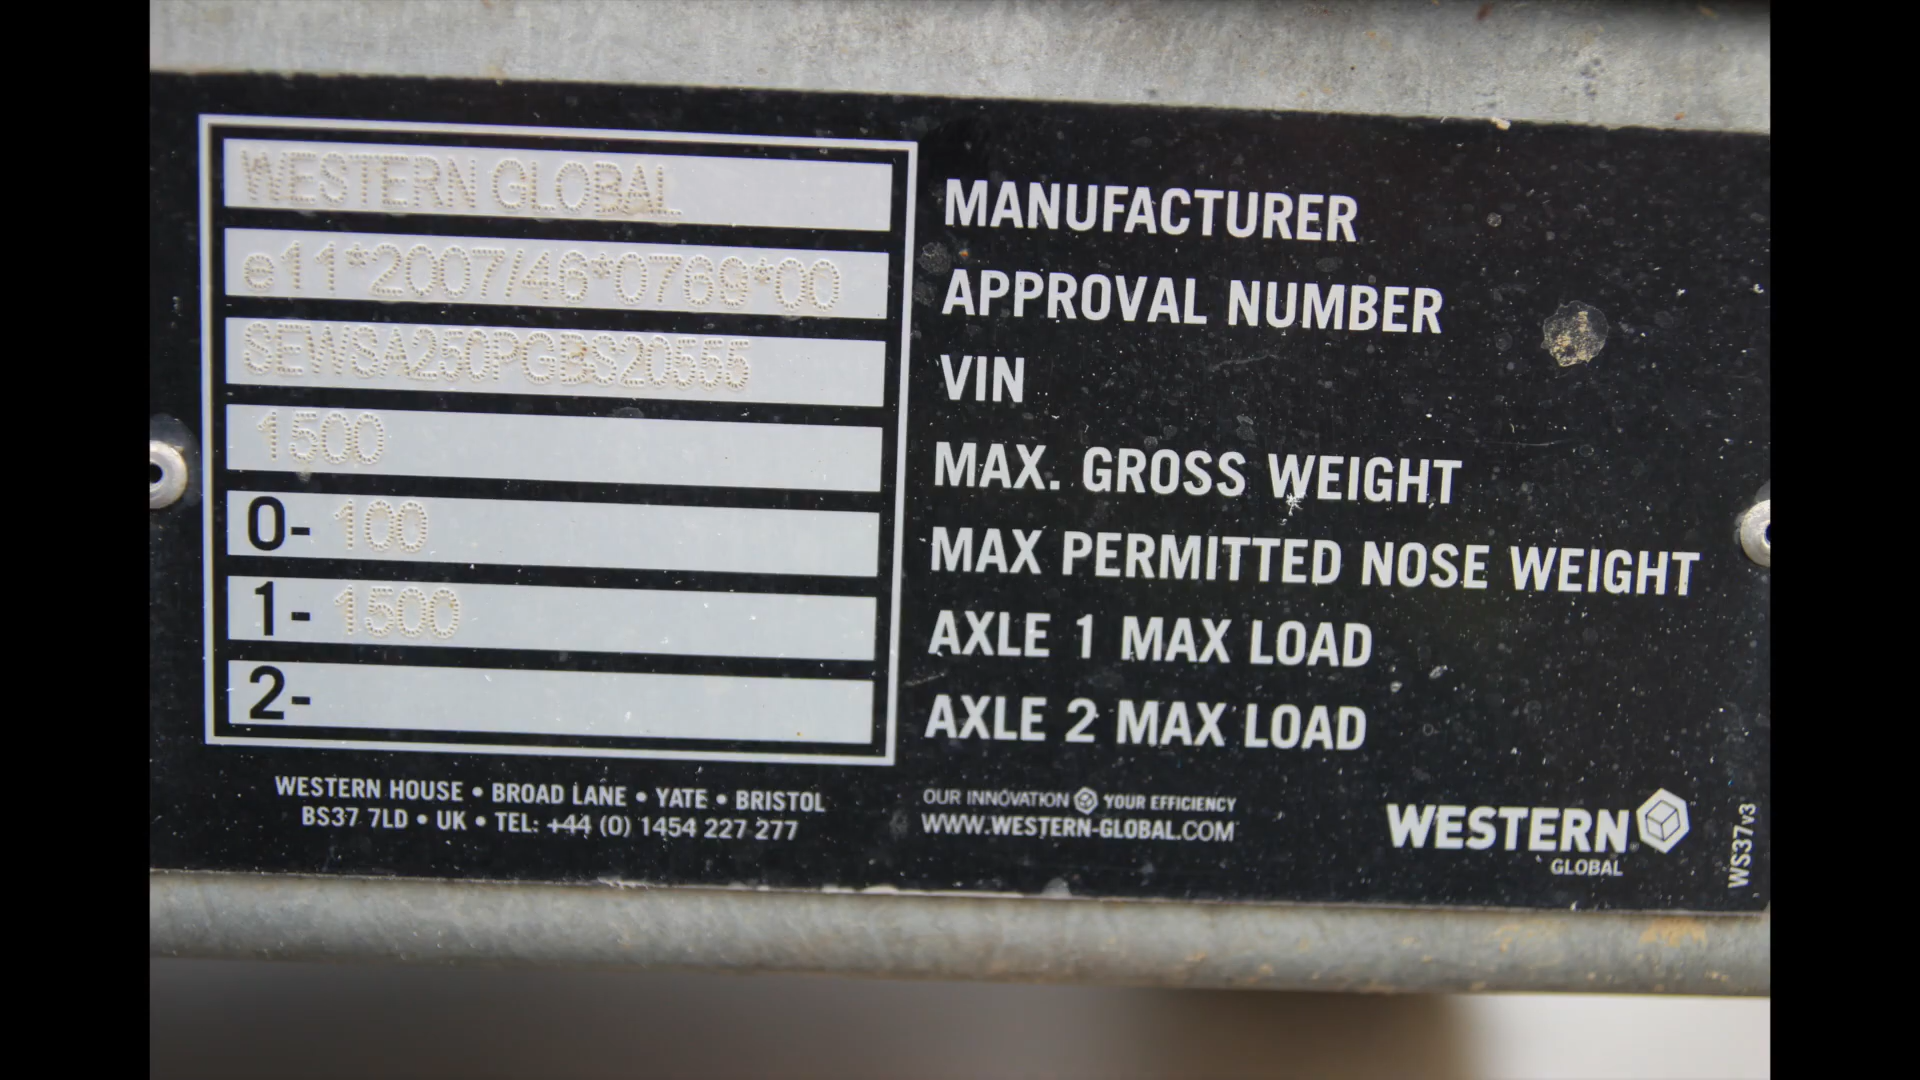 WESTERN GLOBAL MANUFACTURER
e11*2007/46*0769*00 APPROVAL NUMBER
SEWSA250PGBS20555 VIN
1500 MAX. GROSS WEIGHT
0- 100 MAX PERMITTED NOSE WEIGHT
1- 1500 AXLE 1 MAX LOAD
2- AXLE 2 MAX LOAD
WESTERN HOUSE • BROAD LANE • YATE • BRISTOL
BS37 7LD • UK • TEL: +44 (0) 1454 227 277
OUR INNOVATION YOUR EFFICIENCY
WWW.WESTERN-GLOBAL.COM
WESTERN
GLOBAL
WS37v3